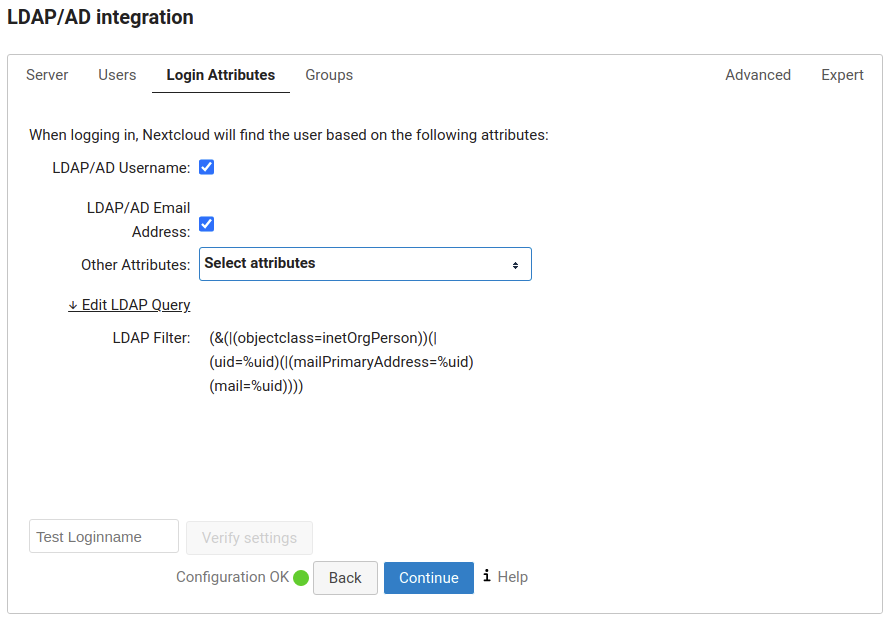 LDAP/AD integration
Server Users Login Attributes Groups Advanced Expert
When logging in, Nextcloud will find the user based on the following attributes:
LDAP/AD Username:
LDAP/AD Email
Address:
Other Attributes: Select attributes
↓ Edit LDAP Query
LDAP Filter: (&(|(objectclass=inetOrgPerson))(|
(uid=%uid)(|(mailPrimaryAddress=%uid)
(mail=%uid))))
Test Loginname Verify settings
Configuration OK Back Continue i Help